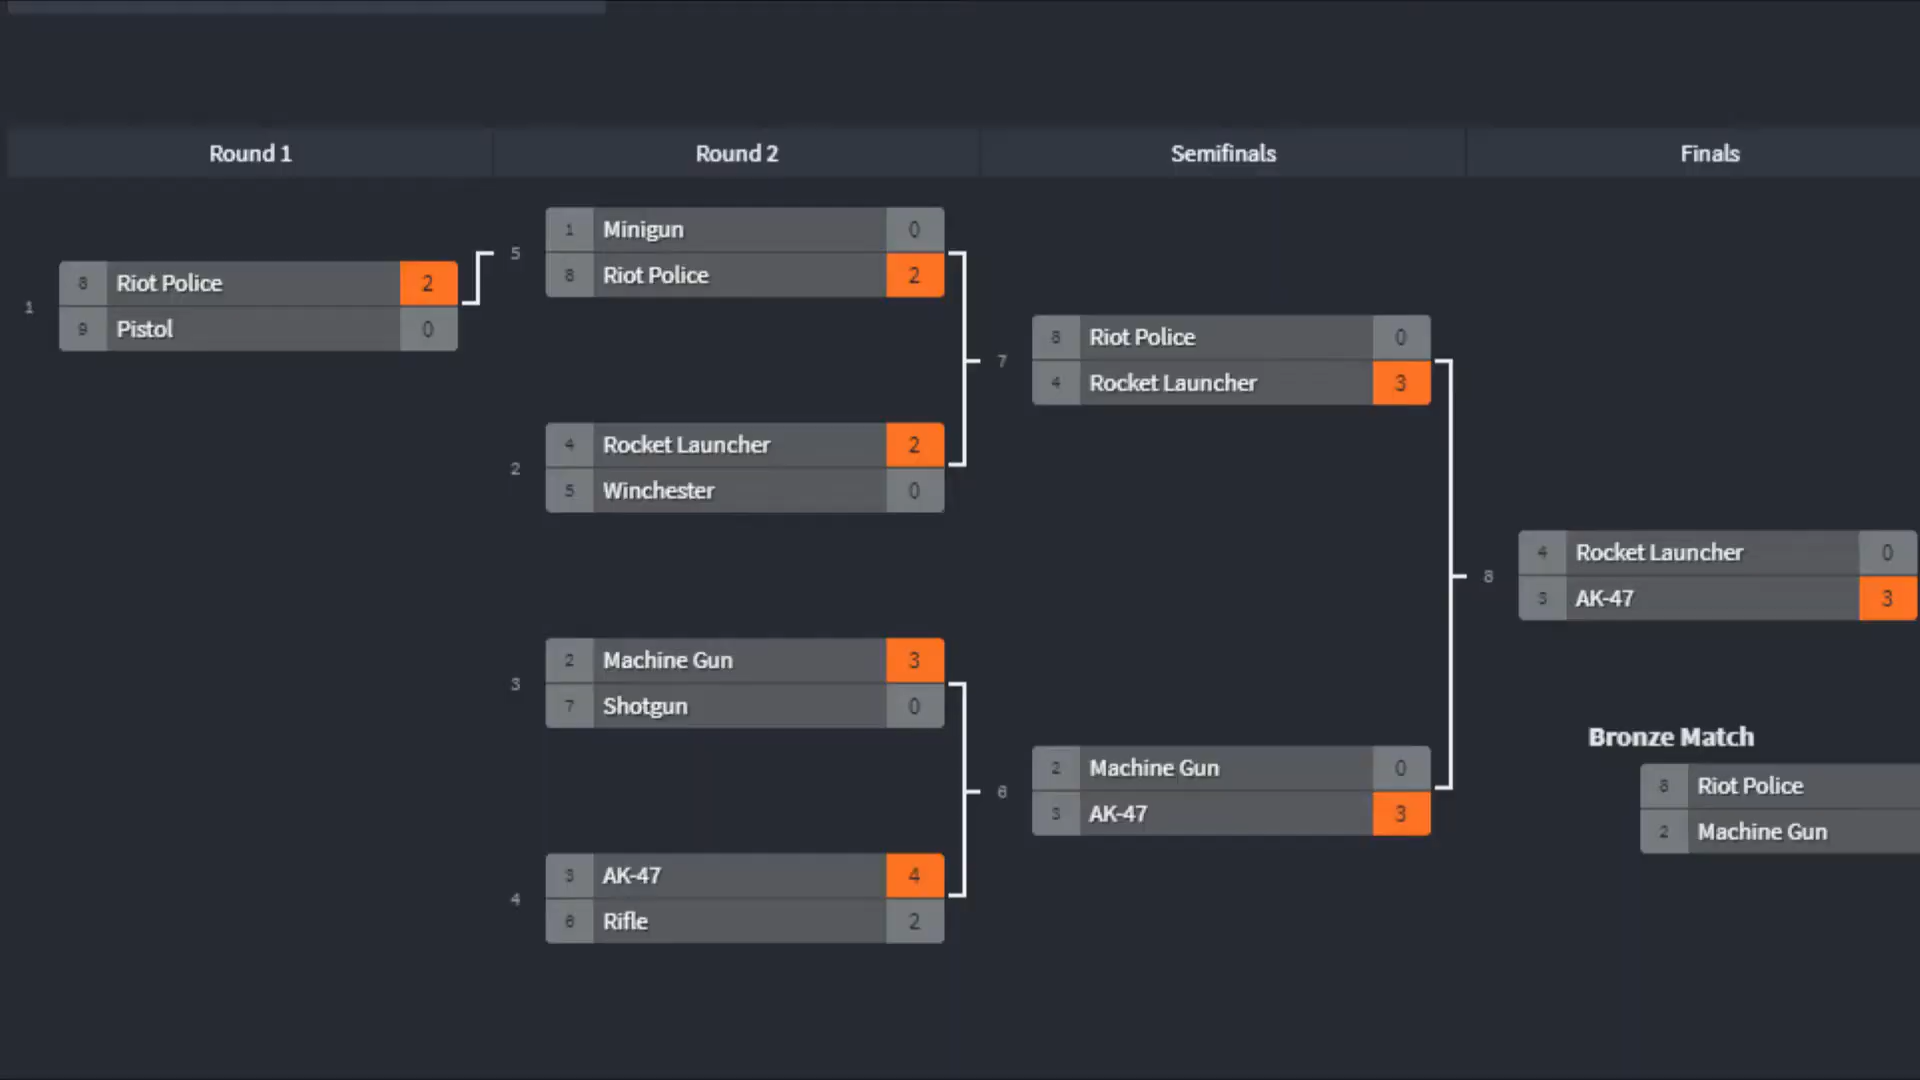 Round 1
Round 2
Semifinals
Finals
1
8 Riot Police 2
9 Pistol 0
5
1 Minigun 0
8 Riot Police 2
2
4 Rocket Launcher 2
5 Winchester 0
3
2 Machine Gun 3
7 Shotgun 0
4
3 AK-47 4
6 Rifle 2
7
8 Riot Police 0
4 Rocket Launcher 3
6
2 Machine Gun 0
3 AK-47 3
8
4 Rocket Launcher 0
3 AK-47 3
Bronze Match
8 Riot Police
2 Machine Gun